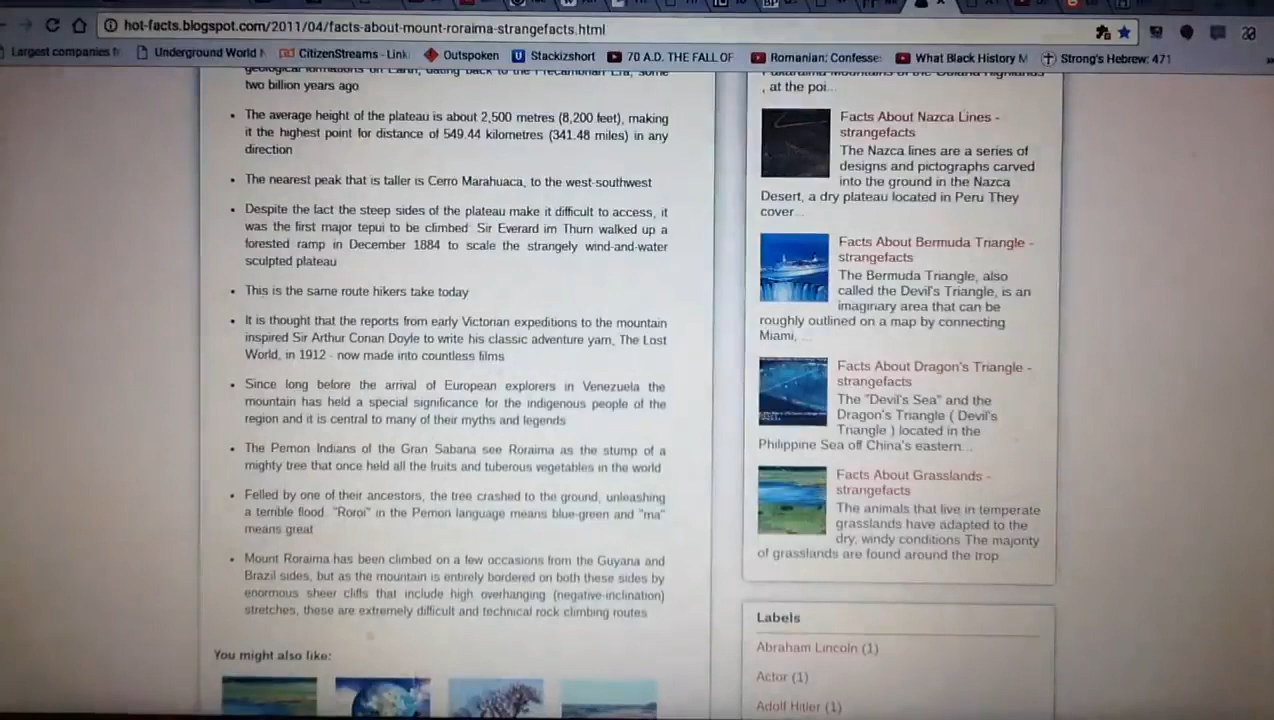 hot-facts.blogspot.com/2011/04/facts-about-mount-roraima-strangefacts.html
Largest companies
Underground World
CitizenStreams - Link
Outspoken
Stackizshort
70 A.D. THE FALL OF
Romanian; Confesse
What Black History M
Strong's Hebrew: 471
geological formations on Earth, dating back to the Precambrian Era, some
two billion years ago
• The average height of the plateau is about 2,500 metres (8,200 feet), making
it the highest point for distance of 549.44 kilometres (341.48 miles) in any
direction
• The nearest peak that is taller is Cerro Marahuaca, to the west-southwest
• Despite the fact the steep sides of the plateau make it difficult to access, it
was the first major tepui to be climbed Sir Everard im Thurn walked up a
forested ramp in December 1884 to scale the strangely wind-and-water
sculpted plateau
• This is the same route hikers take today
• It is thought that the reports from early Victorian expeditions to the mountain
inspired Sir Arthur Conan Doyle to write his classic adventure yarn, The Lost
World, in 1912 - now made into countless films
• Since long before the arrival of European explorers in Venezuela the
mountain has held a special significance for the indigenous people of the
region and it is central to many of their myths and legends
• The Pemon Indians of the Gran Sabana see Roraima as the stump of a
mighty tree that once held all the fruits and tuberous vegetables in the world
• Felled by one of their ancestors, the tree crashed to the ground, unleashing
a terrible flood "Roroi" in the Pemon language means blue-green and "ma"
means great
• Mount Roraima has been climbed on a few occasions from the Guyana and
Brazil sides, but as the mountain is entirely bordered on both these sides by
enormous sheer cliffs that include high overhanging (negative-inclination)
stretches, these are extremely difficult and technical rock climbing routes
You might also like:
, at the poi...
Facts About Nazca Lines -
strangefacts
The Nazca lines are a series of
designs and pictographs carved
into the ground in the Nazca
Desert, a dry plateau located in Peru They
cover...
Facts About Bermuda Triangle -
strangefacts
The Bermuda Triangle, also
called the Devil's Triangle, is an
imaginary area that can be
roughly outlined on a map by connecting
Miami, ...
Facts About Dragon's Triangle -
strangefacts
The "Devil's Sea" and the
Dragon's Triangle ( Devil's
Triangle ) located in the
Philippine Sea off China's eastern...
Facts About Grasslands -
strangefacts
The animals that live in temperate
grasslands have adapted to the
dry, windy conditions The majority
of grasslands are found around the trop
Labels
Abraham Lincoln (1)
Actor (1)
Adolf Hitler (1)